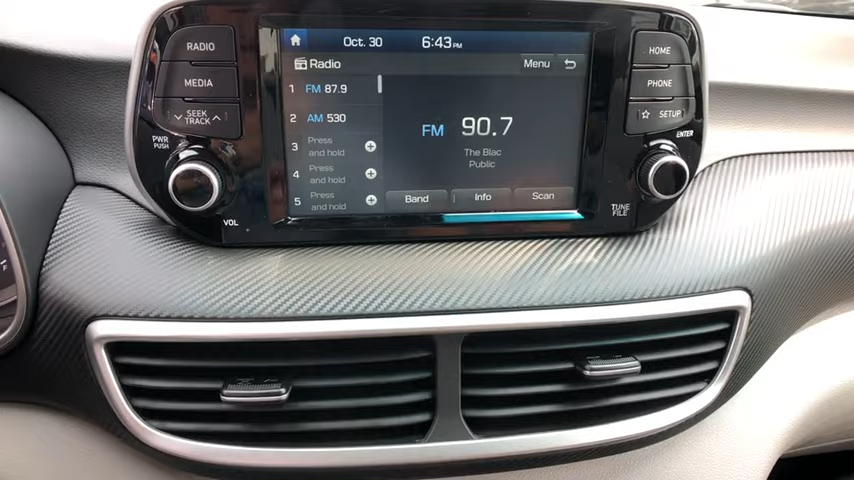 RADIO
MEDIA
SEEK
TRACK
PWR
PUSH
VOL
Oct. 30 6:43 PM
Radio Menu
1 FM 87.9
2 AM 530
3 Press and hold
4 Press and hold
5 Press and hold
FM 90.7
The Blac
Public
Band Info Scan
HOME
PHONE
SETUP
ENTER
TUNE
FILE
F